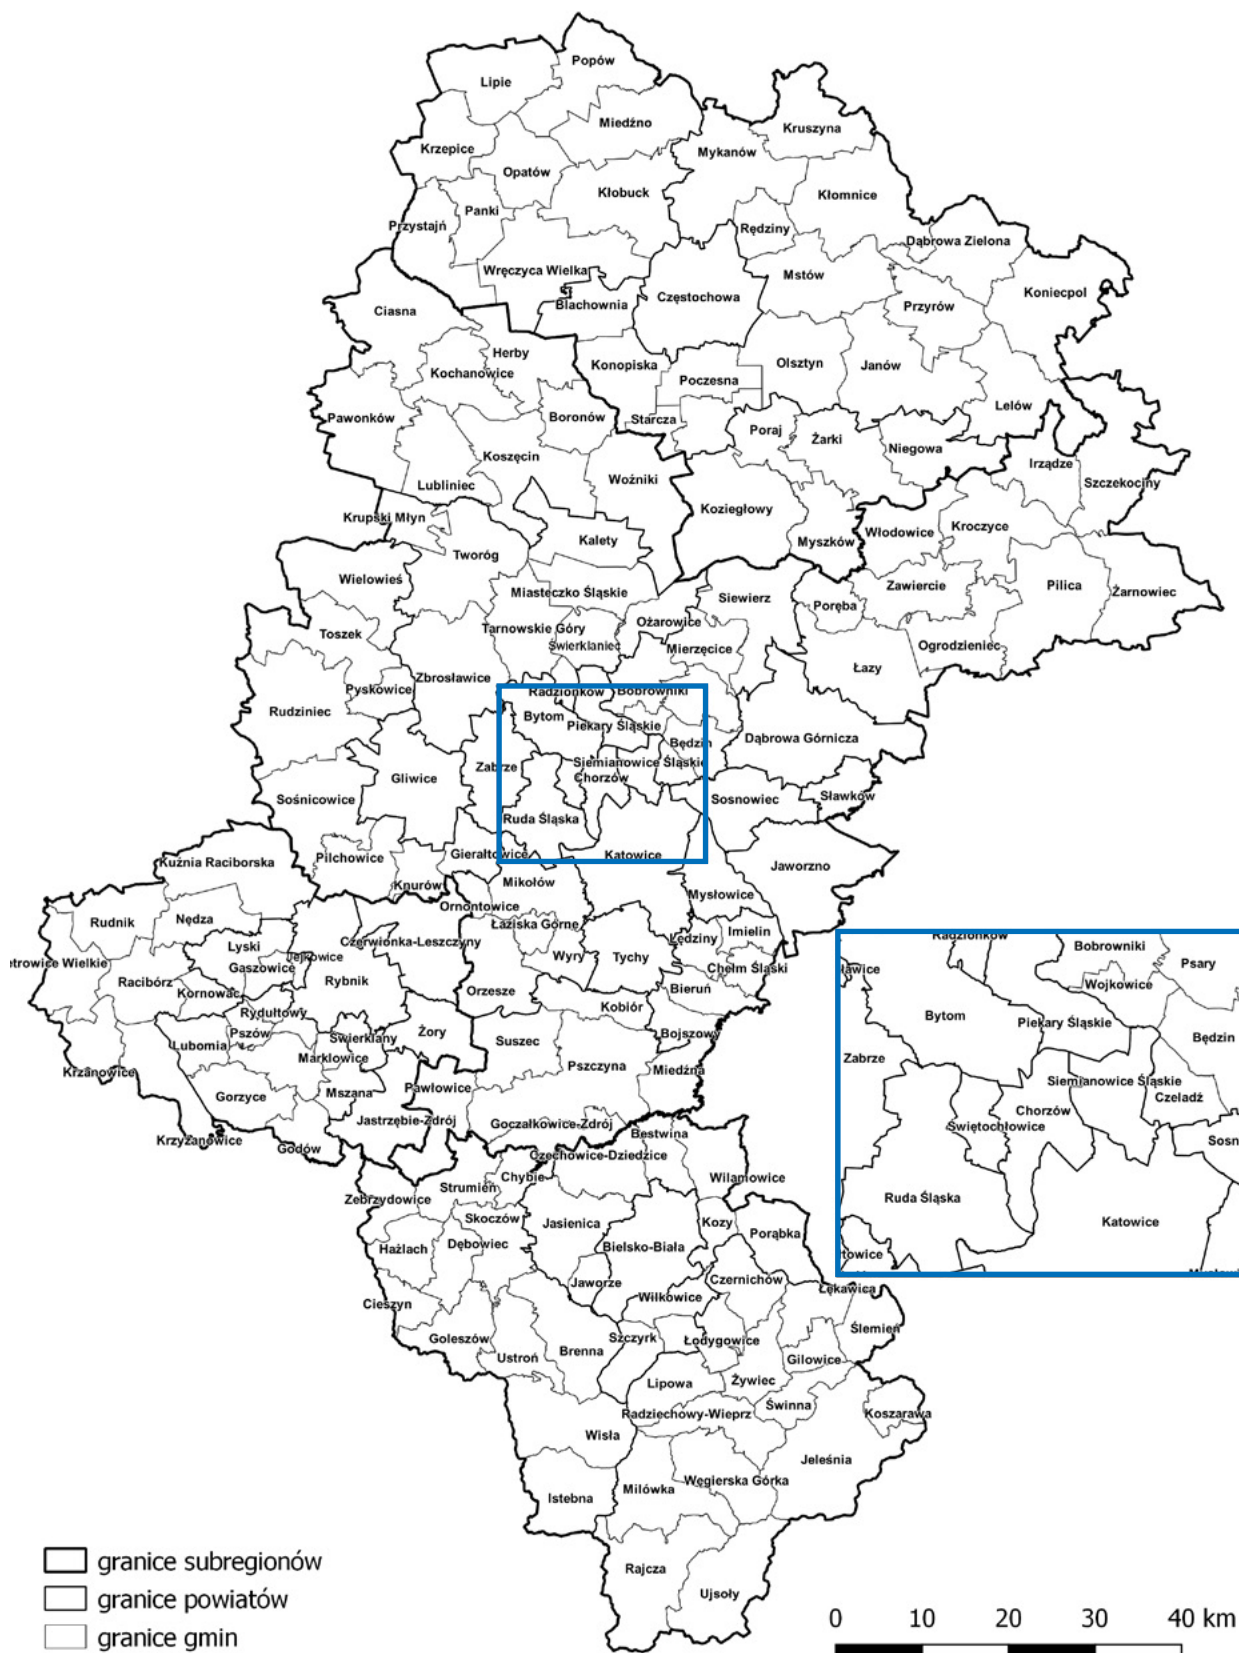 Popów
Lipie
Miedźno
Kruszyna
Krzepice
Mykanów
Opatów
Kłobuck
Kłomnice
Panki
Przystajń
Rędziny
Dąbrowa Zielona
Wręczyca Wielka
Mstów
Koniecpol
Częstochowa
Blachownia
Przyrów
Ciasna
Herby
Konopiska
Olsztyn
Janów
Kochanowice
Poczesna
Lelów
Pawonków
Boronów
Starcza
Poraj
Żarki
Niegowa
Koszęcin
Irządze
Woźniki
Szczekociny
Lubliniec
Koziegłowy
Krupski Młyn
Kroczyce
Włodowice
Kalety
Myszków
Tworóg
Wielowieś
Zawiercie
Pilica
Żarnowiec
Miasteczko Śląskie
Siewierz
Poręba
Ożarowice
Toszek
Tarnowskie Góry
Świerklaniec
Mierzęcice
Ogrodzieniec
Łazy
Zbrosławice
Pyskowice
Radzionków
Bobrowniki
Rudziniec
Bytom
Piekary Śląskie
Dąbrowa Górnicza
Będzin
Zabrze
Siemianowice Śląskie
Gliwice
Chorzów
Sosnowiec
Sławków
Sośnicowice
Ruda Śląska
Gierałtowice
Katowice
Pilchowice
Kuźnia Raciborska
Jaworzno
Knurów
Mikołów
Mysłowice
Ornontowice
Rudnik
Nędza
Łaziska Górne
Imielin
Lędziny
Czerwionka-Leszczyny
Lyski
Jejkowice
trowice Wielkie
Gaszowice
Wyry
Tychy
Chełm Śląski
Racibórz
Rybnik
Bieruń
Kornowac
Orzesze
Kobiór
Rydułtowy
Pszów
Świerklany
Żory
Bojszowy
Lubomia
Suszec
Marklowice
Pszczyna
Krzanowice
Miedźna
Mszana
Pawłowice
Gorzyce
Jastrzębie-Zdrój
Goczałkowice-Zdrój
Krzyżanowice
Godów
Bestwina
Czechowice-Dziedzice
Chybie
Wilamowice
Strumień
Zebrzydowice
Skoczów
Jasienica
Kozy
Porąbka
Hażlach
Dębowiec
Bielsko-Biała
Jaworze
Czernichów
Wilkowice
Łękawica
Cieszyn
Ślemień
Goleszów
Szczyrk
Łodygowice
Brenna
Ustroń
Gilowice
Lipowa
Żywiec
Świnna
Radziechowy-Wieprz
Koszarawa
Wisła
Jeleśnia
Milówka
Węgierska Górka
Istebna
Rajcza
Ujsoły
Radzionków
Bobrowniki
Psary
ławice
Wojkowice
Bytom
Piekary Śląskie
Będzin
Zabrze
Siemianowice Śląskie
Czeladź
Chorzów
Świętochłowice
Sosn
Ruda Śląska
Katowice
towice
granice subregionów
granice powiatów
granice gmin
0 10 20 30 40 km